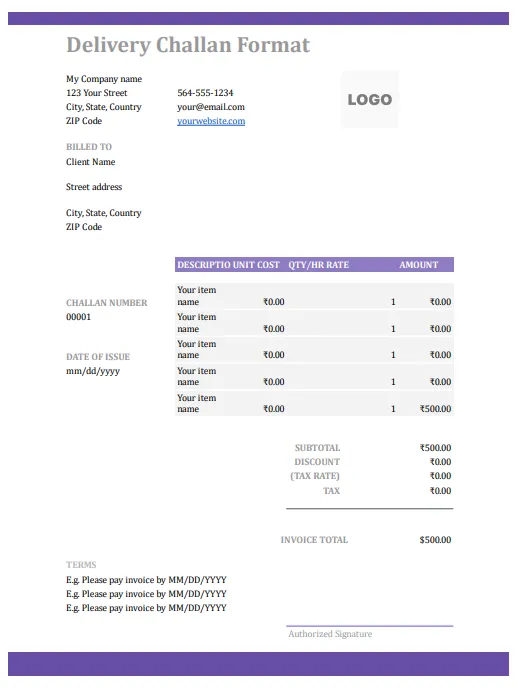 Delivery Challan Format
My Company name
123 Your Street 564-555-1234
City, State, Country your@email.com
ZIP Code yourwebsite.com
LOGO
BILLED TO
Client Name
Street address
City, State, Country
ZIP Code
DESCRIPTIO UNIT COST QTY/HR RATE AMOUNT
Your item
name ₹0.00 1 ₹0.00
Your item
name ₹0.00 1 ₹0.00
Your item
name ₹0.00 1 ₹0.00
Your item
name ₹0.00 1 ₹0.00
Your item
name ₹0.00 1 ₹500.00
CHALLAN NUMBER
00001
DATE OF ISSUE
mm/dd/yyyy
SUBTOTAL ₹500.00
DISCOUNT ₹0.00
(TAX RATE) ₹0.00
TAX ₹0.00
INVOICE TOTAL $500.00
TERMS
E.g. Please pay invoice by MM/DD/YYYY
E.g. Please pay invoice by MM/DD/YYYY
E.g. Please pay invoice by MM/DD/YYYY
Authorized Signature